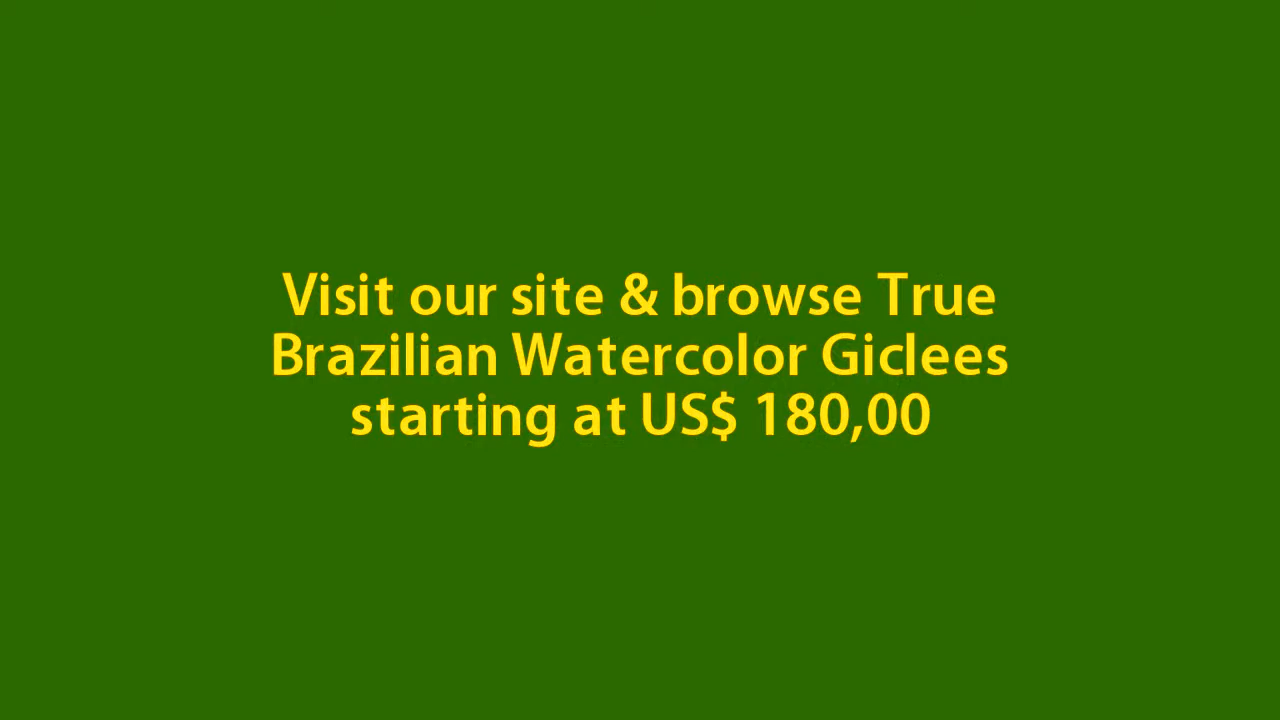 Visit our site & browse True
Brazilian Watercolor Giclees
starting at US$ 180,00